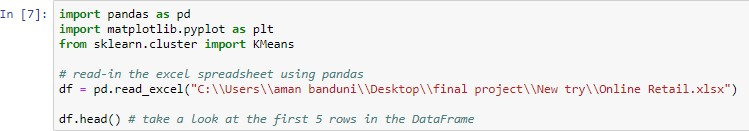 In [7]: import pandas as pd
import matplotlib.pyplot as plt
from sklearn.cluster import KMeans
# read-in the excel spreadsheet using pandas
df = pd.read_excel("C:\\Users\\aman banduni\\Desktop\\final project\\New try\\Online Retail.xlsx")
df.head() # take a look at the first 5 rows in the DataFrame